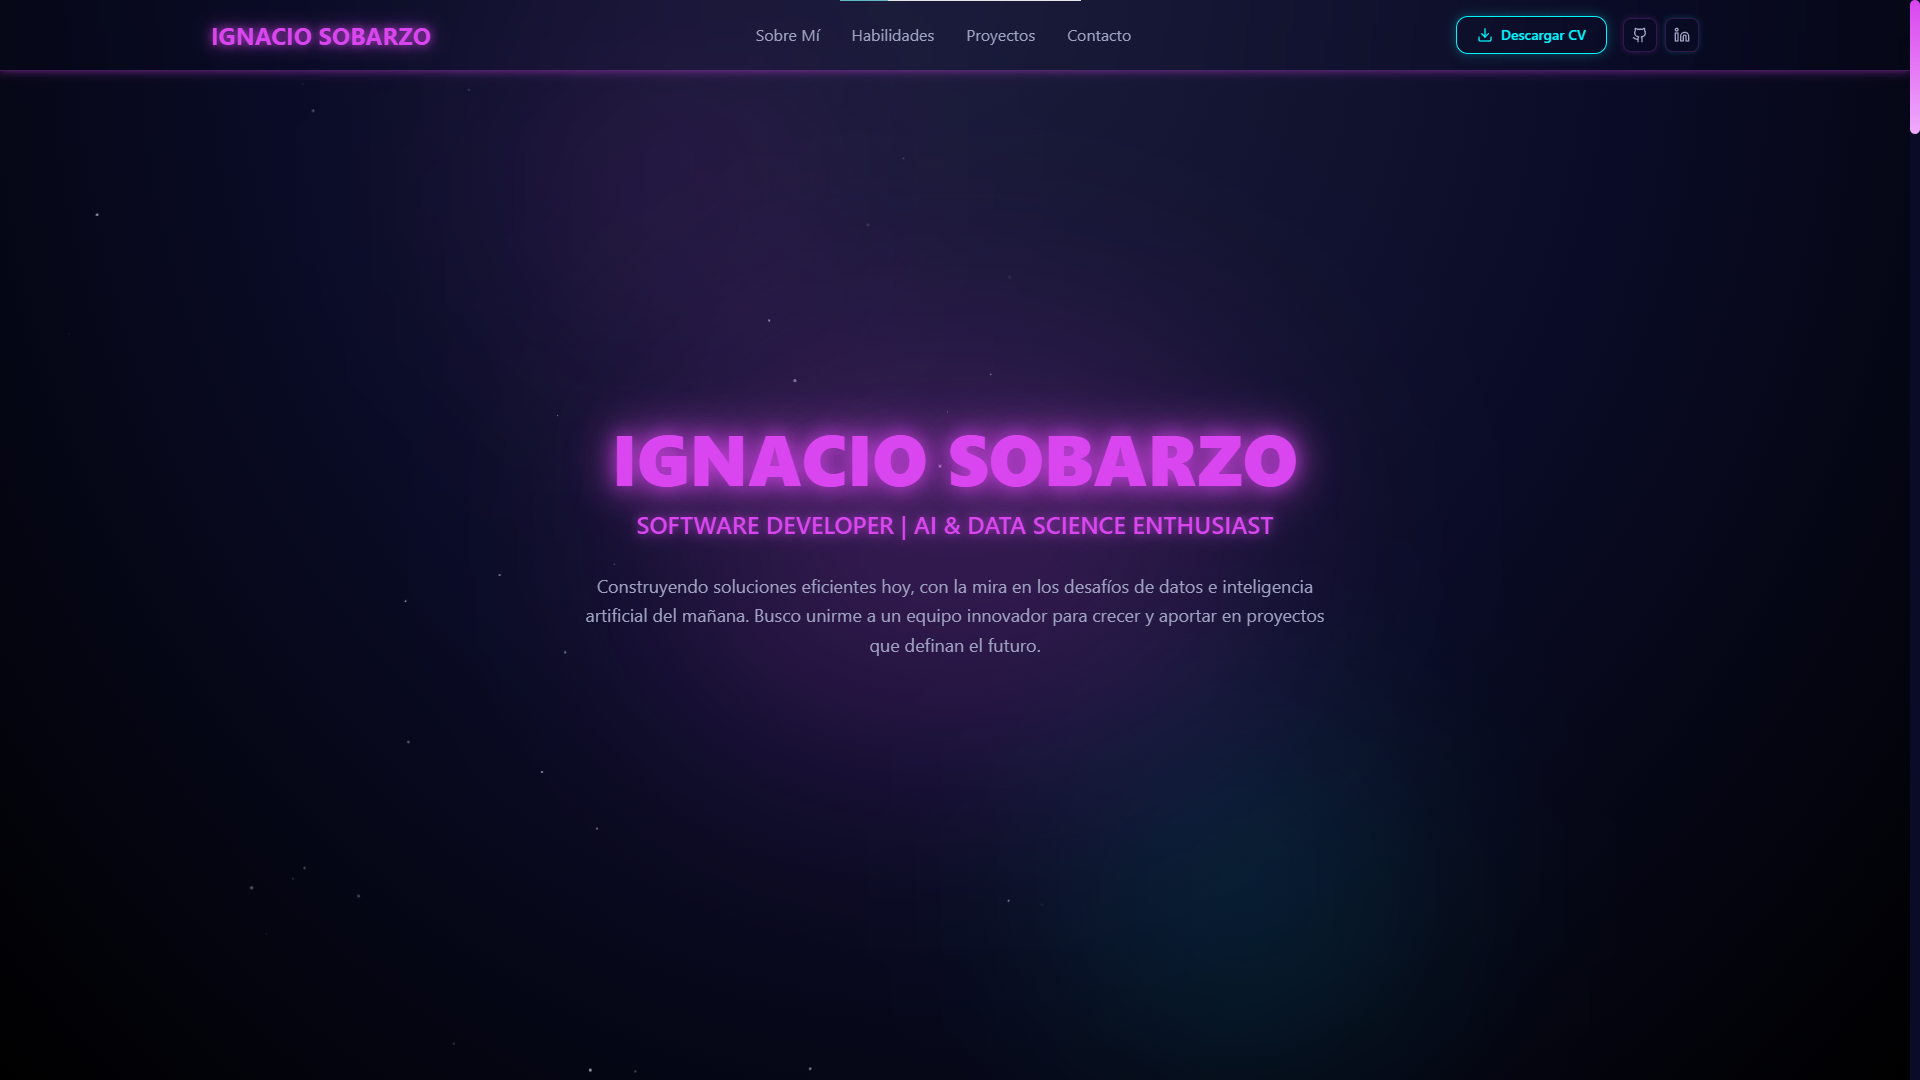 IGNACIO SOBARZO
Sobre Mí
Habilidades
Proyectos
Contacto
Descargar CV
IGNACIO SOBARZO
SOFTWARE DEVELOPER | AI & DATA SCIENCE ENTHUSIAST
Construyendo soluciones eficientes hoy, con la mira en los desafíos de datos e inteligencia
artificial del mañana. Busco unirme a un equipo innovador para crecer y aportar en proyectos
que definan el futuro.